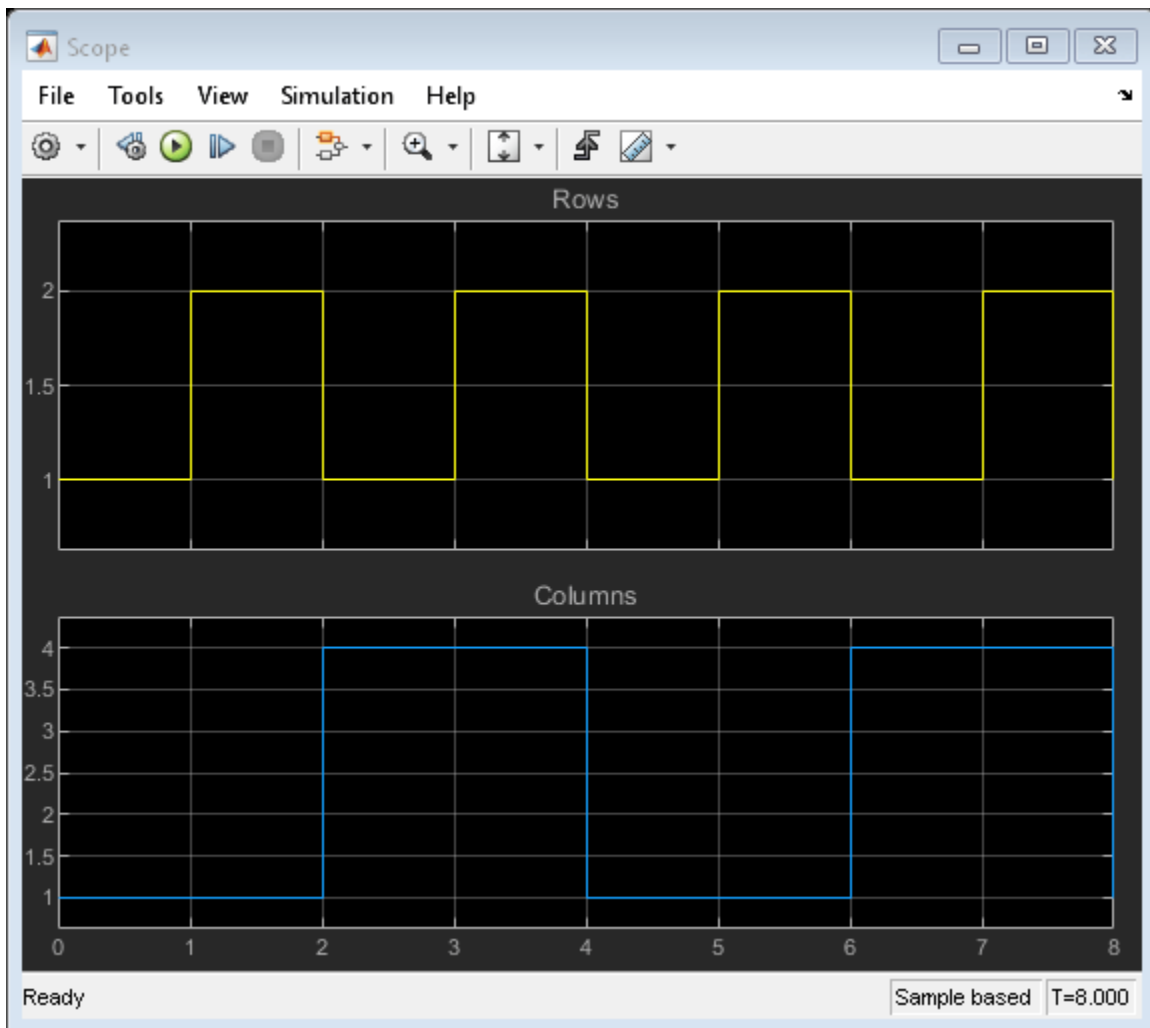 Scope
File Tools View Simulation Help
Rows
2
1.5
1
Columns
4
3.5
3
2.5
2
1.5
1
0 1 2 3 4 5 6 7 8
Ready Sample based T=8.000